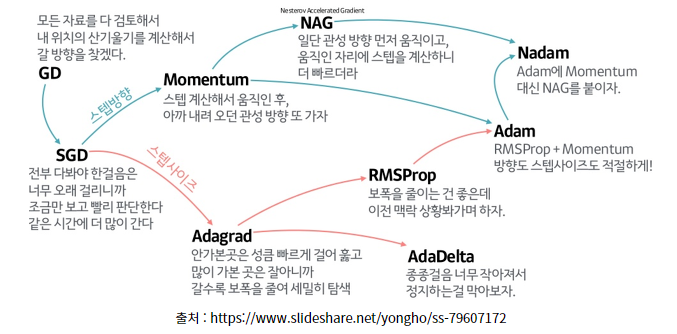 모든 자료를 다 검토해서
내 위치의 산기울기를 계산해서
갈 방향을 찾겠다.
GD
스텝방향
SGD
전부 다봐야 한걸음은
너무 오래 걸리니까
조금만 보고 빨리 판단한다
같은 시간에 더 많이 간다
스텝사이즈
Momentum
스텝 계산해서 움직인 후,
아까 내려 오던 관성 방향 또 가자
Nesterov Accelerated Gradient
NAG
일단 관성 방향 먼저 움직이고,
움직인 자리에 스텝을 계산하니
더 빠르더라
Nadam
Adam에 Momentum
대신 NAG를 붙이자.
Adam
RMSProp + Momentum
방향도 스텝사이즈도 적절하게!
RMSProp
보폭을 줄이는 건 좋은데
이전 맥락 상황봐가며 하자.
Adagrad
안가본곳은 성큼 빠르게 걸어 훓고
많이 가본 곳은 잘아니까
갈수록 보폭을 줄여 세밀히 탐색
AdaDelta
종종걸음 너무 작아져서
정지하는걸 막아보자.
출처 : https://www.slideshare.net/yongho/ss-79607172